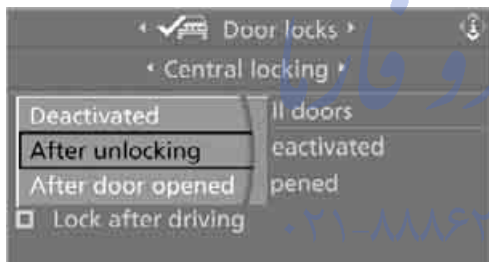 Door locks
Central locking
Deactivated
ll doors
After unlocking
eactivated
After door opened
pened
Lock after driving